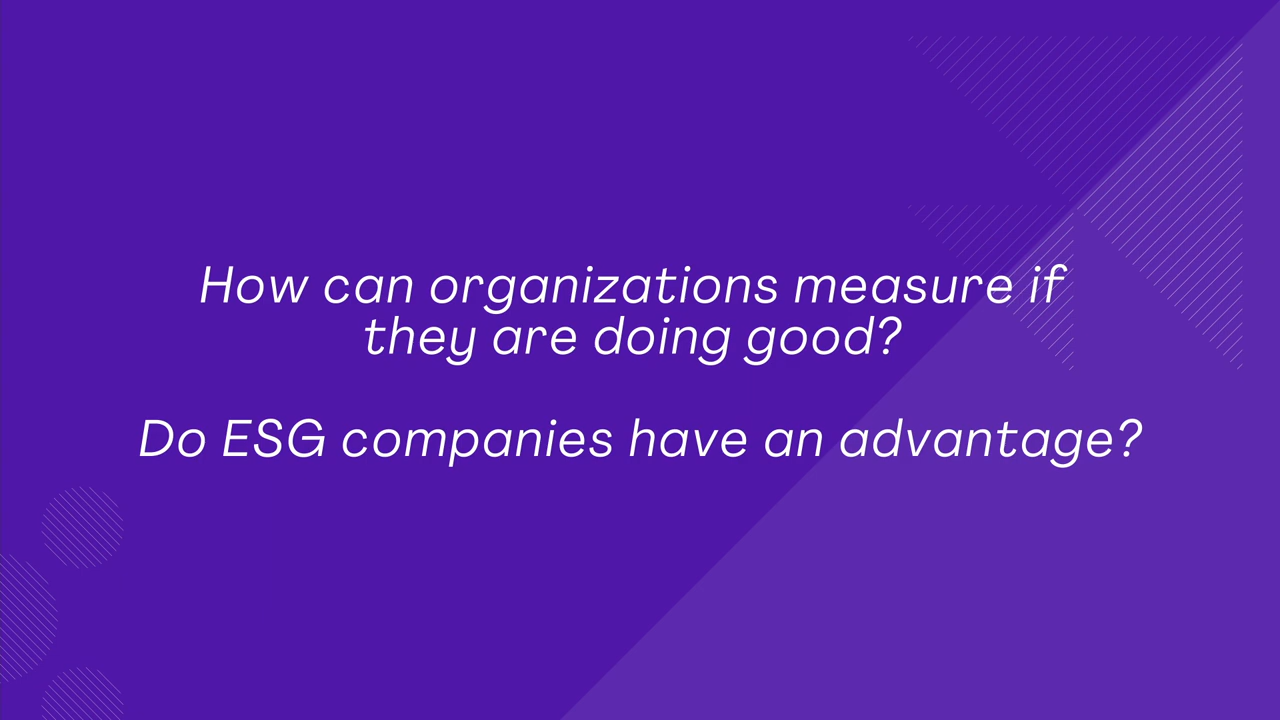 How can organizations measure if
they are doing good?
Do ESG companies have an advantage?